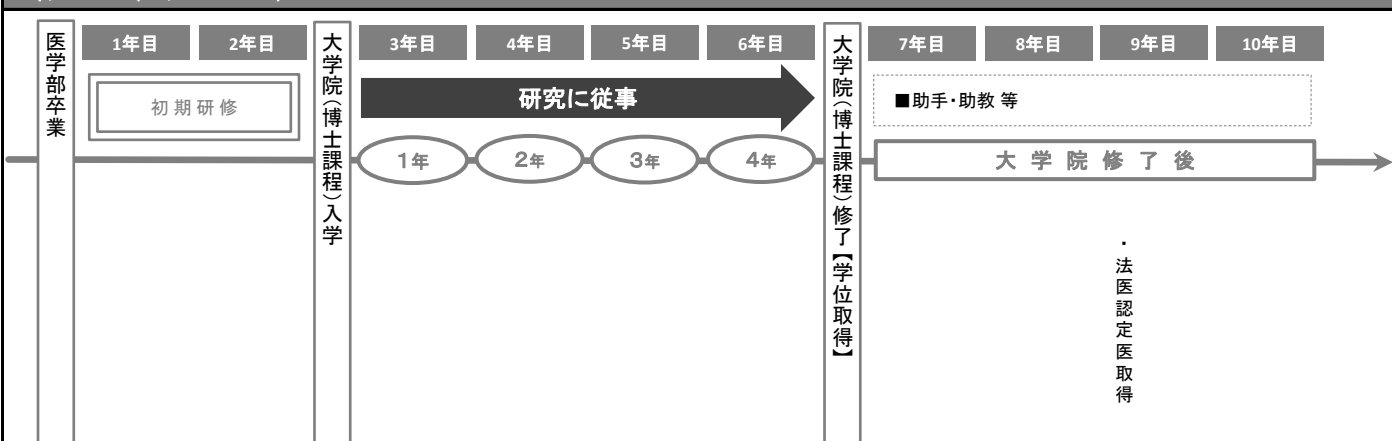 医学部卒業
1年目
2年目
初期研修
大学院（博士課程）入学
3年目
4年目
5年目
6年目
研究に従事
1年
2年
3年
4年
大学院（博士課程）修了【学位取得】
7年目
8年目
9年目
10年目
■助手・助教 等
大学院修了後
・法医認定医取得